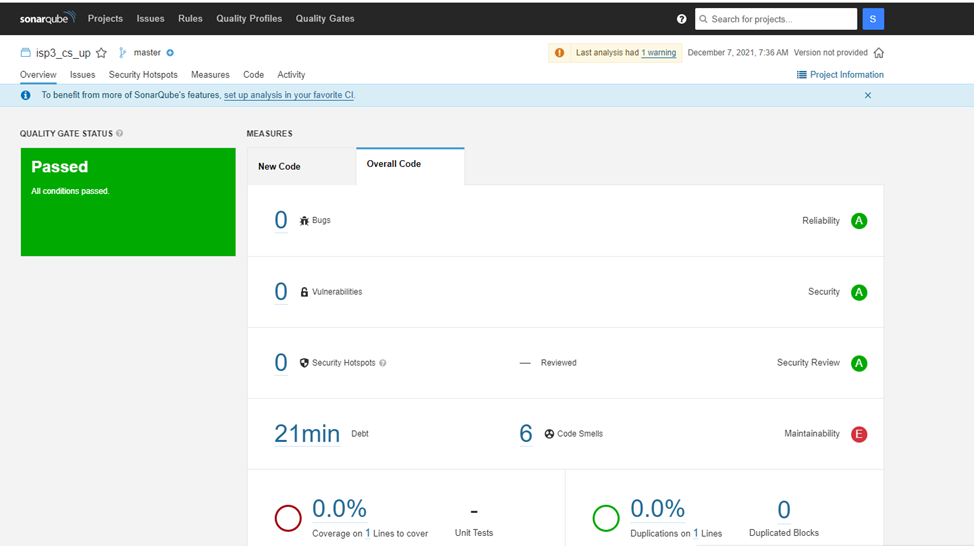 sonarqube Projects Issues Rules Quality Profiles Quality Gates ? Search for projects... S
isp3_cs_up master Last analysis had 1 warning December 7, 2021, 7:36 AM Version not provided
Overview Issues Security Hotspots Measures Code Activity Project Information
To benefit from more of SonarQube's features, set up analysis in your favorite CI.
QUALITY GATE STATUS MEASURES
Passed
All conditions passed.
New Code Overall Code
0 Bugs Reliability A
0 Vulnerabilities Security A
0 Security Hotspots — Reviewed Security Review A
21min Debt 6 Code Smells Maintainability E
0.0% - 0.0% 0
Coverage on 1 Lines to cover Unit Tests Duplications on 1 Lines Duplicated Blocks